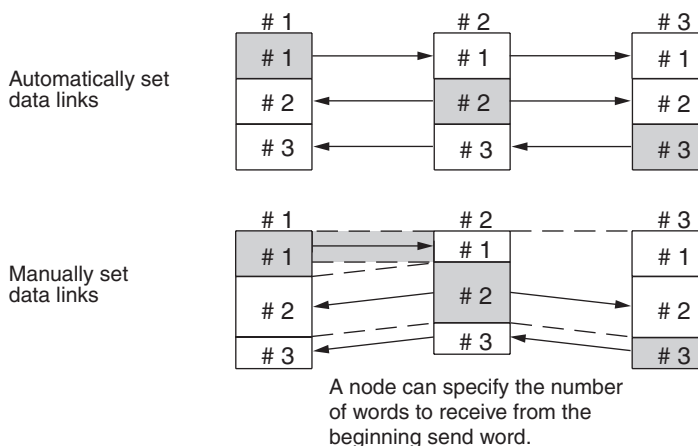 # 1 # 2 # 3
Automatically set
data links
# 1 # 1 # 1
# 2 # 2 # 2
# 3 # 3 # 3
# 1 # 2 # 3
Manually set
data links
# 1 # 1 # 1
# 2 # 2 # 2
# 3 # 3 # 3
A node can specify the number
of words to receive from the
beginning send word.